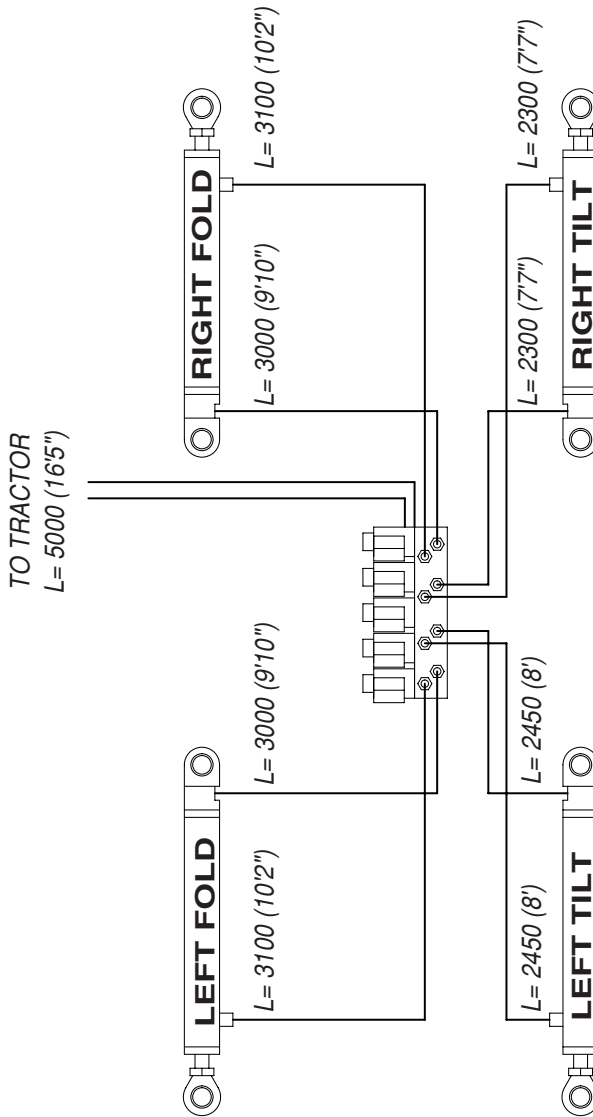 TO TRACTOR
L= 5000 (16'5")
LEFT FOLD
L= 3100 (10'2")
L= 3000 (9'10")
RIGHT FOLD
L= 3000 (9'10")
L= 3100 (10'2")
LEFT TILT
L= 2450 (8')
L= 2450 (8')
RIGHT TILT
L= 2300 (7'7")
L= 2300 (7'7")